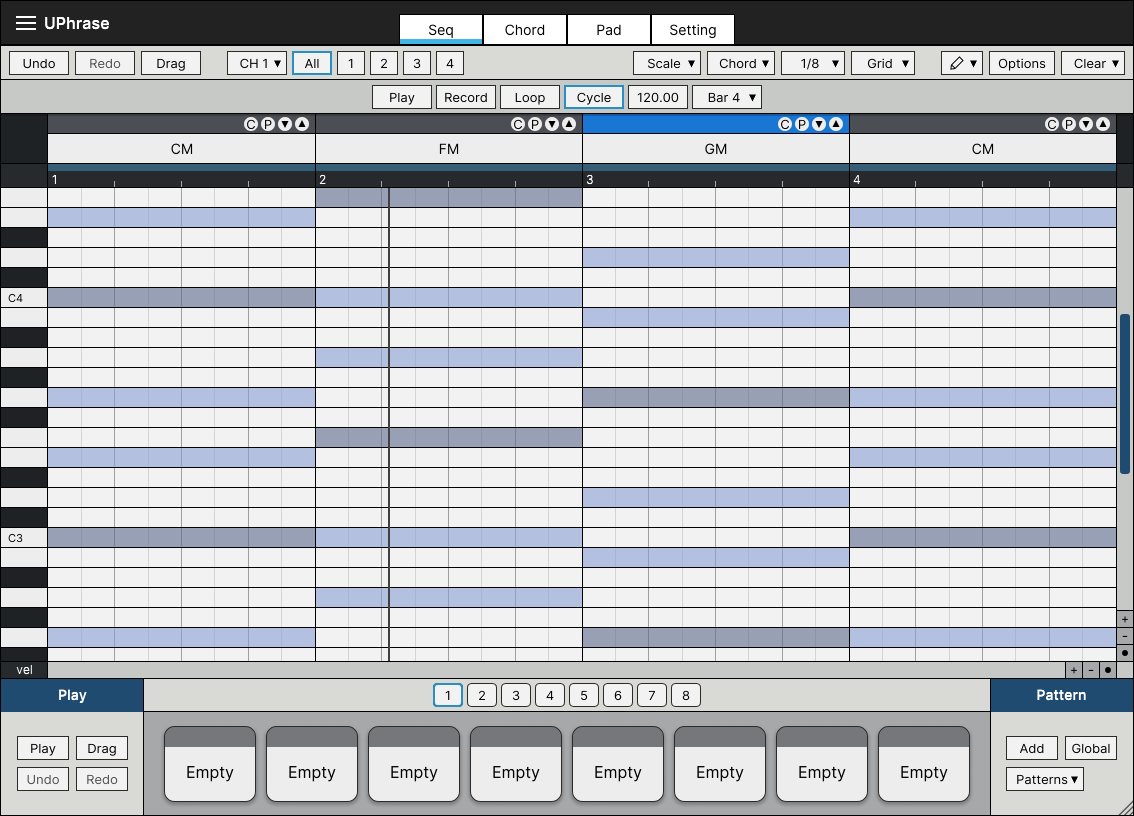 UPhrase
Seq Chord Pad Setting
Undo Redo Drag CH 1 ▼ All 1 2 3 4 Scale ▼ Chord ▼ 1/8 ▼ Grid ▼ ▼ Options Clear ▼
Play Record Loop Cycle 120.00 Bar 4 ▼
C P ▼ ▲ C P ▼ ▲ C P ▼ ▲ C P ▼ ▲
CM FM GM CM
1 2 3 4
C4
C3
+
-
vel + -
Play 1 2 3 4 5 6 7 8 Pattern
Play Drag Empty Empty Empty Empty Empty Empty Empty Empty Add Global
Undo Redo Patterns ▼